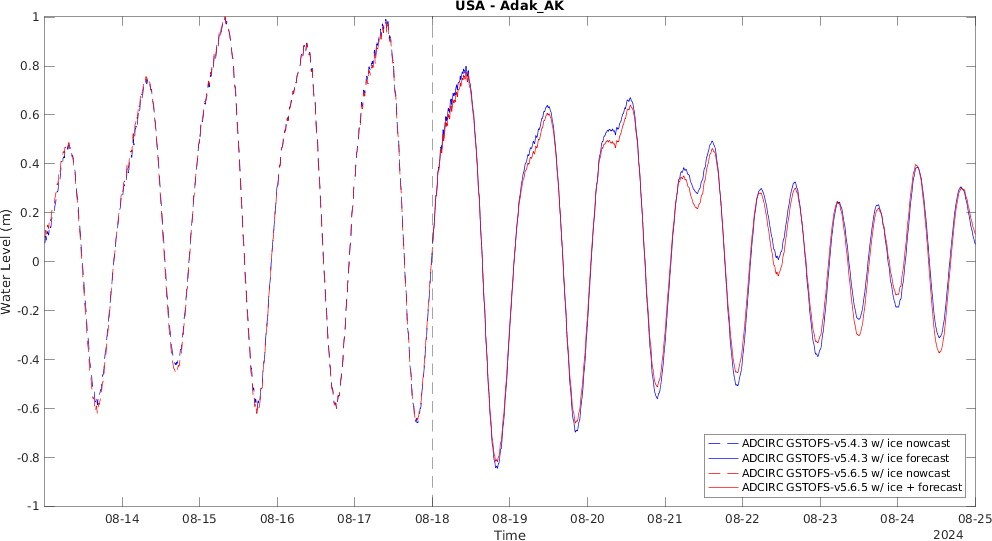 USA - Adak_AK
Water Level (m)
1
0.8
0.6
0.4
0.2
0
-0.2
-0.4
-0.6
-0.8
-1
ADCIRC GSTOFS-v5.4.3 w/ ice nowcast
ADCIRC GSTOFS-v5.4.3 w/ ice forecast
ADCIRC GSTOFS-v5.6.5 w/ ice nowcast
ADCIRC GSTOFS-v5.6.5 w/ ice + forecast
08-14 08-15 08-16 08-17 08-18 08-19 08-20 08-21 08-22 08-23 08-24 08-25
Time
2024